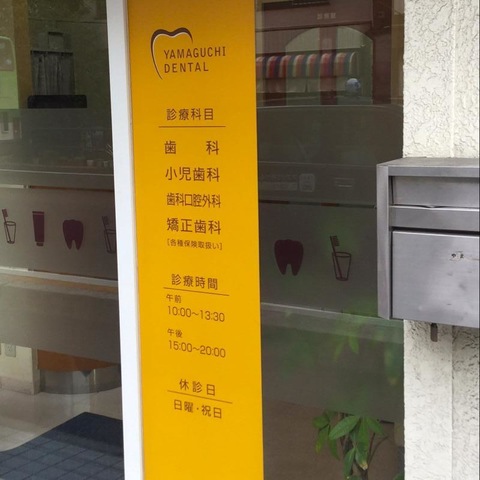 YAMAGUCHI
DENTAL
診療科目
歯 科
小児歯科
歯科口腔外科
矯正歯科
[各種保険取扱い]
診療時間
午前
10:00～13:30
午後
15:00～20:00
休診日
日曜・祝日